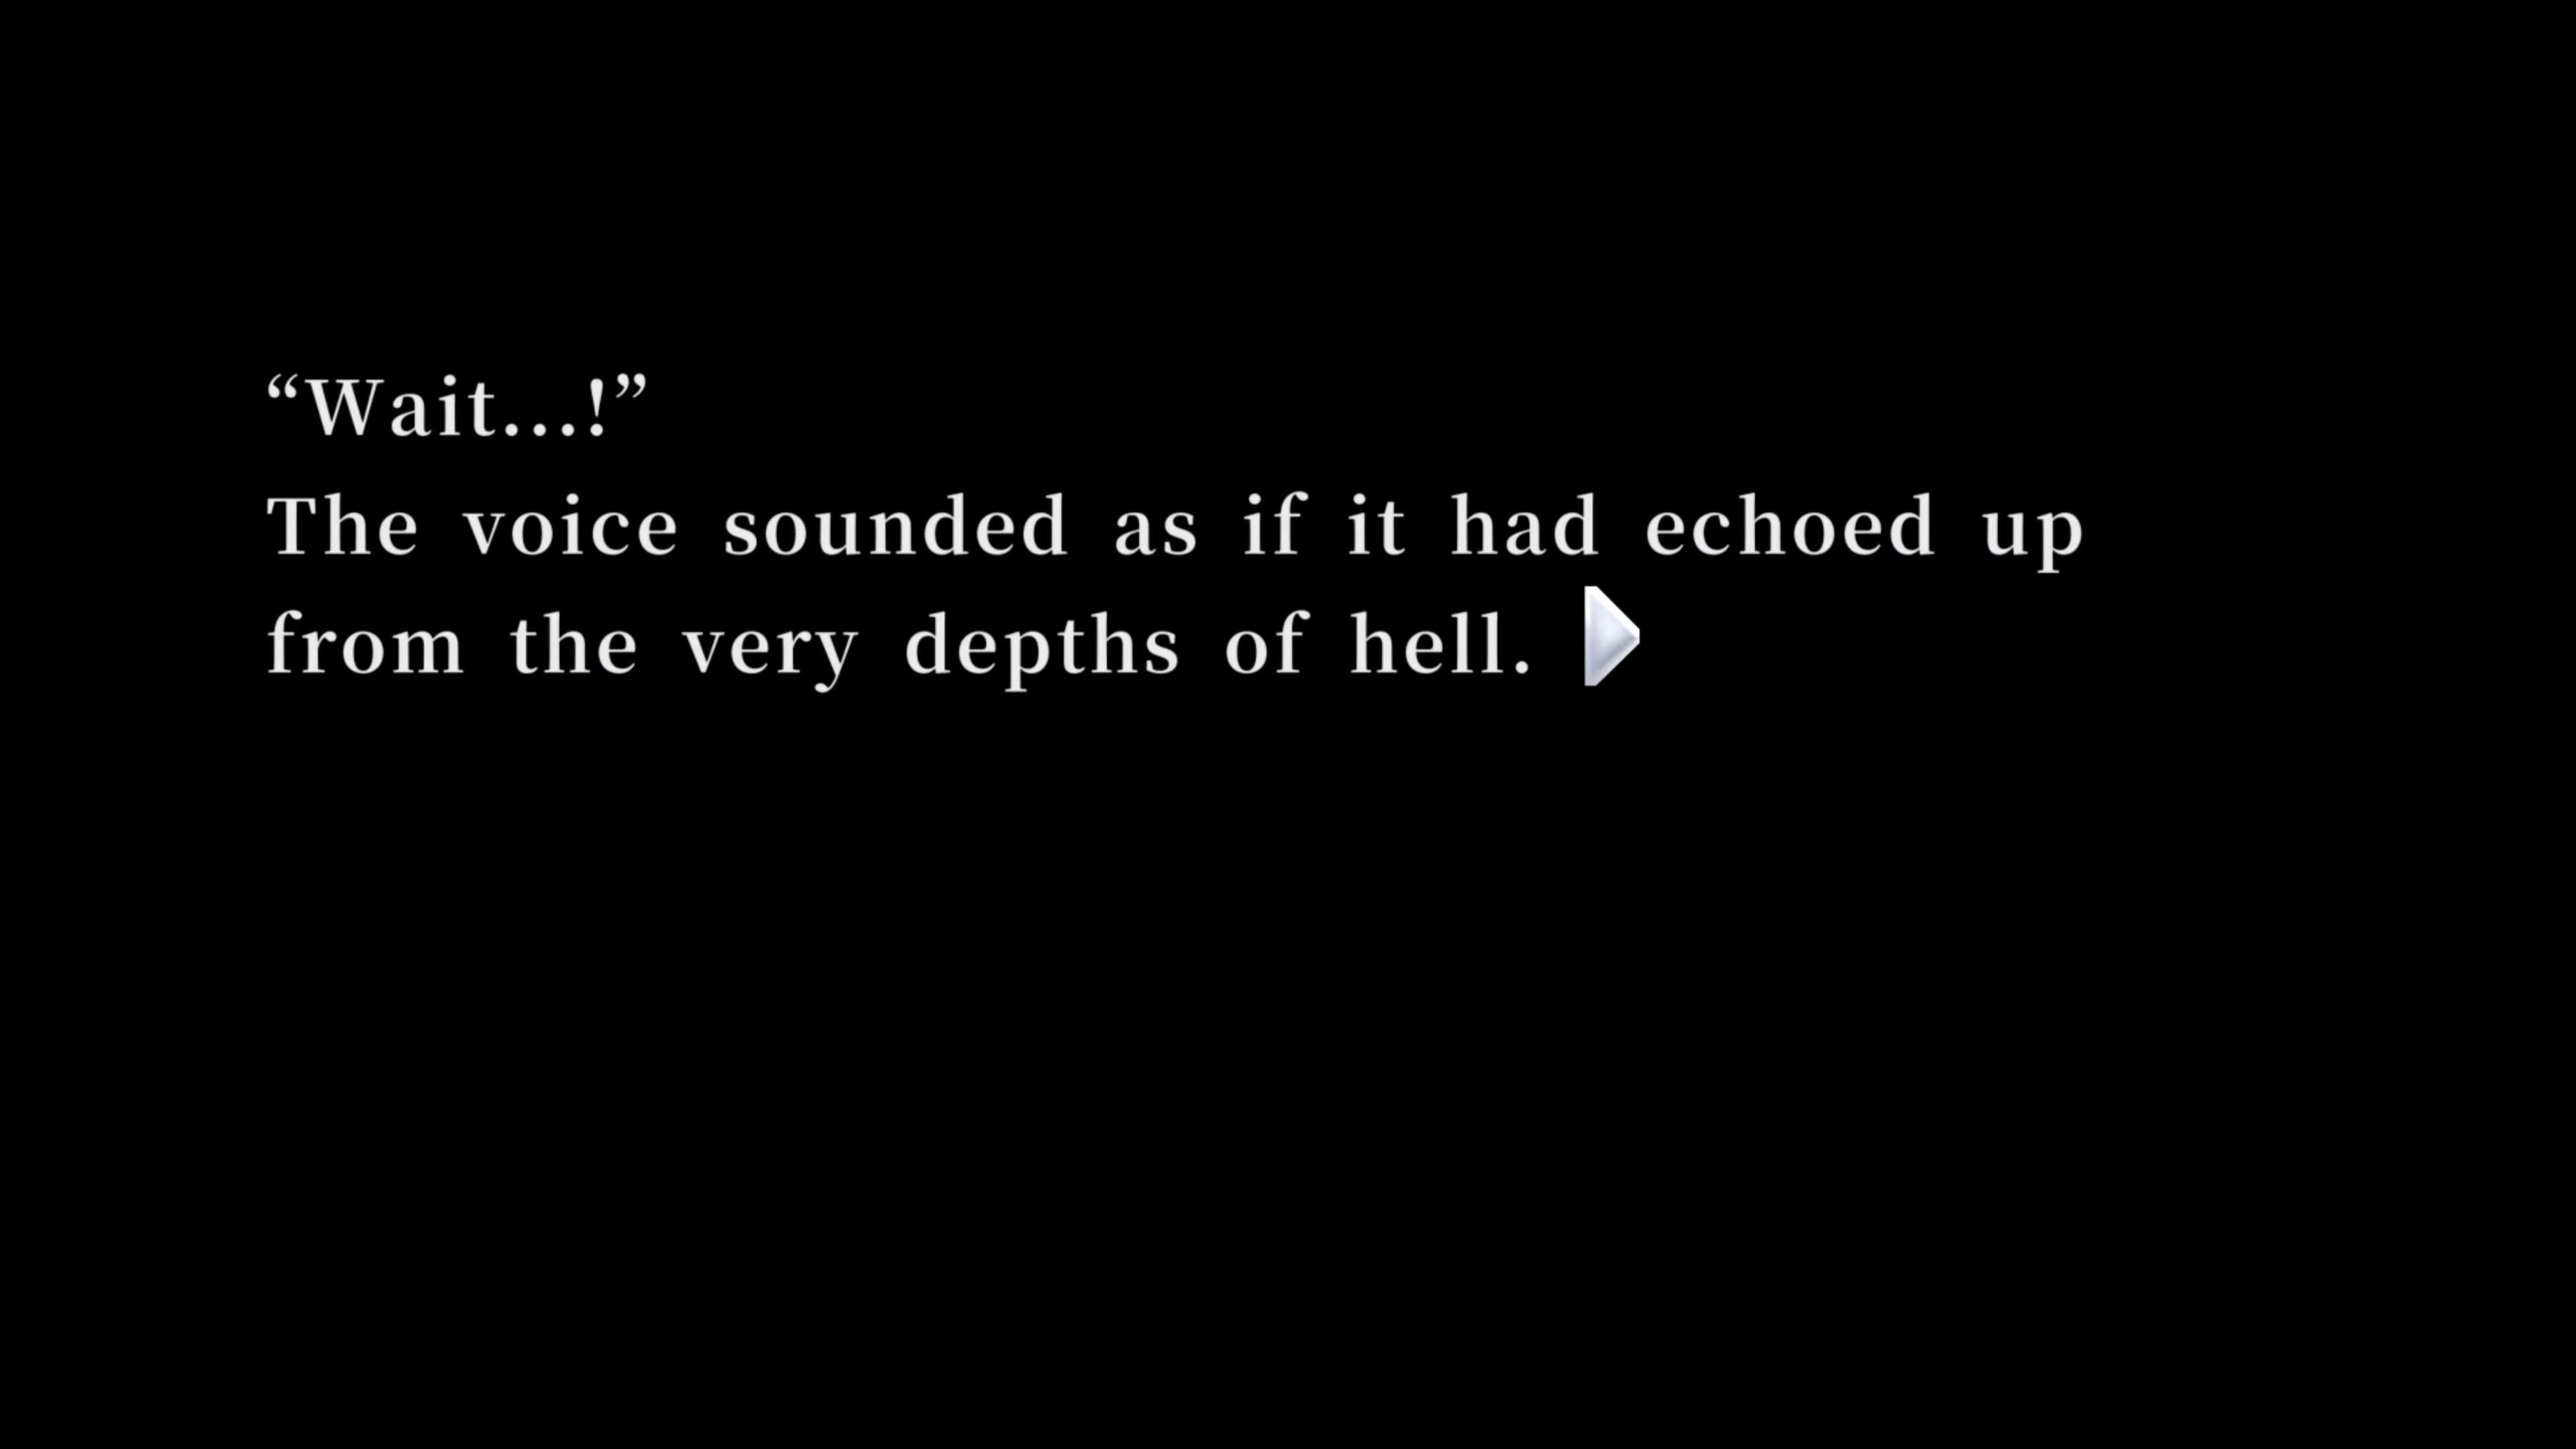 “Wait...!”
The voice sounded as if it had echoed up
from the very depths of hell.